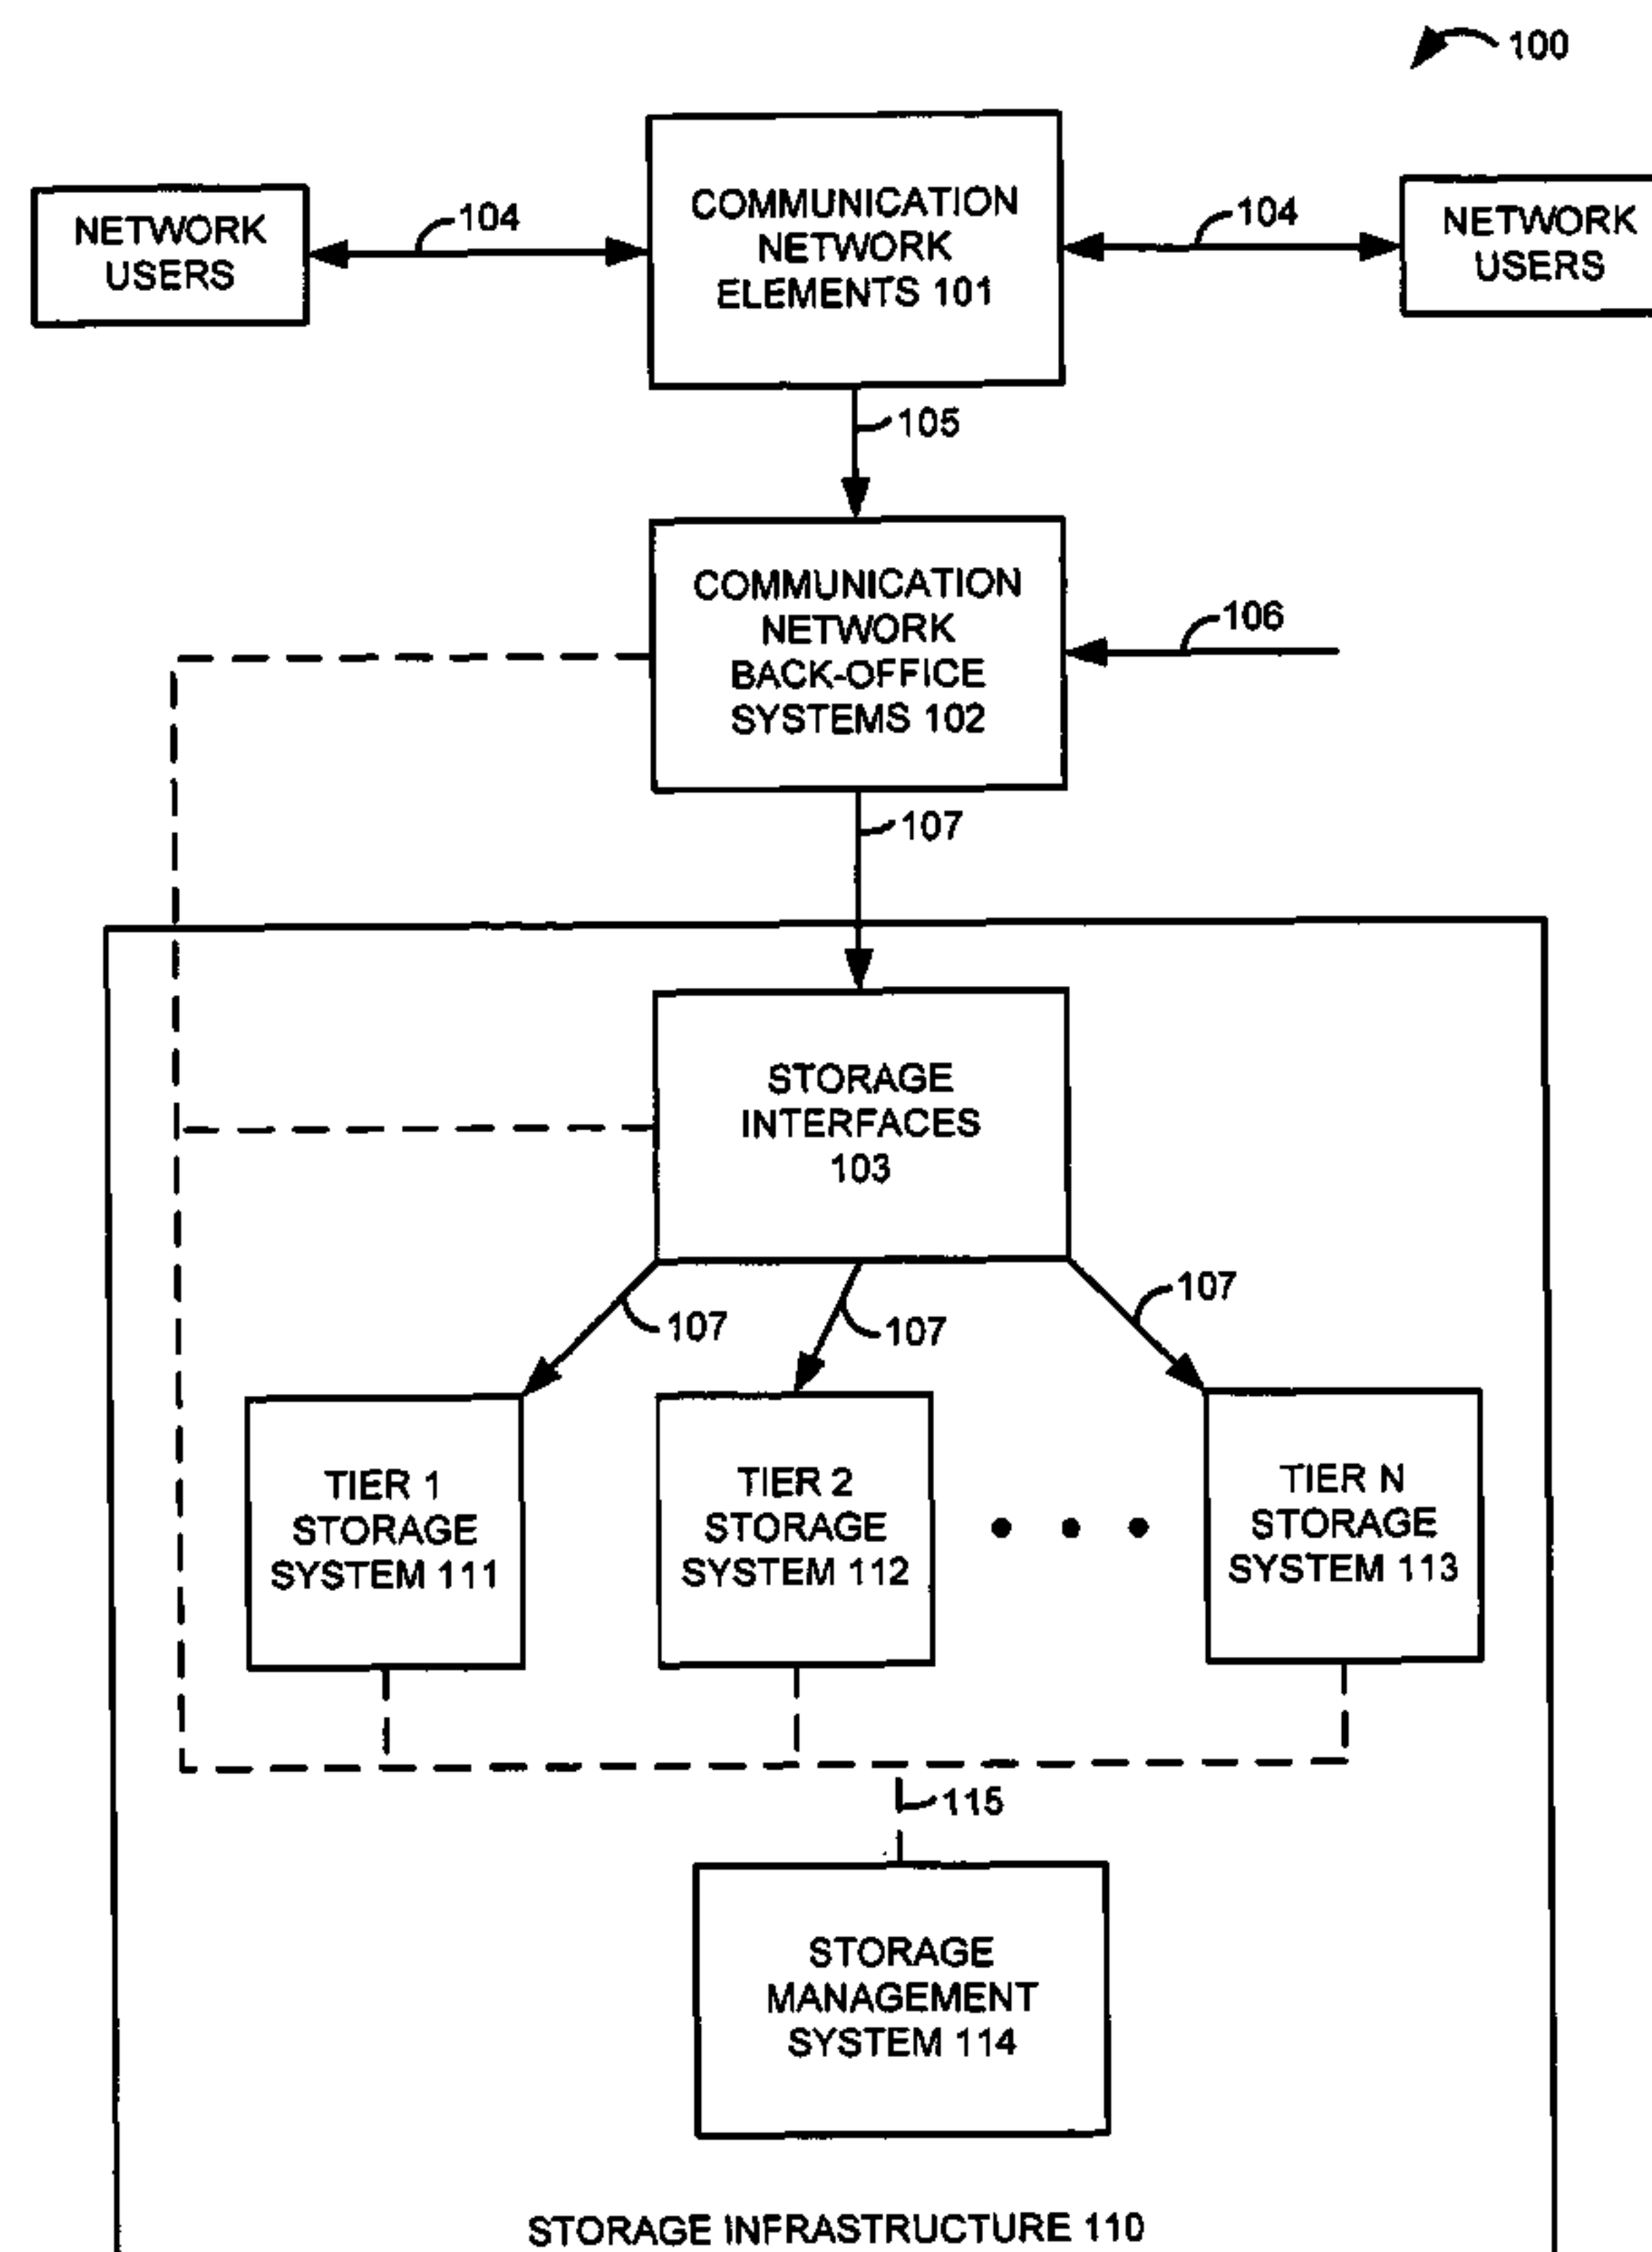 100
NETWORK
USERS
104
COMMUNICATION
NETWORK
ELEMENTS 101
104
NETWORK
USERS
105
COMMUNICATION
NETWORK
BACK-OFFICE
SYSTEMS 102
106
107
STORAGE
INTERFACES
103
107
107
107
TIER 1
STORAGE
SYSTEM 111
TIER 2
STORAGE
SYSTEM 112
TIER N
STORAGE
SYSTEM 113
115
STORAGE
MANAGEMENT
SYSTEM 114
STORAGE INFRASTRUCTURE 110